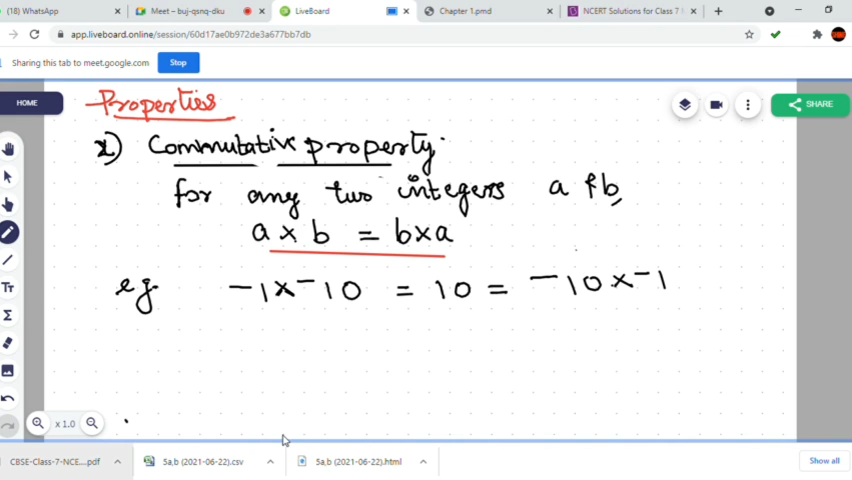 (18) WhatsApp
Meet – buj-qsnq-dku
LiveBoard
Chapter 1.pmd
NCERT Solutions for Class 7 M
app.liveboard.online/session/60d17ae0b972de3a677bb7db
Sharing this tab to meet.google.com
Stop
HOME
SHARE
Properties
Commutative property.
for any two integers a & b,
a × b = b × a
eg. −1 × −10 = 10 = −10 × −1
x 1.0
CBSE-Class-7-NCE....pdf
5a,b (2021-06-22).csv
5a,b (2021-06-22).html
Show all